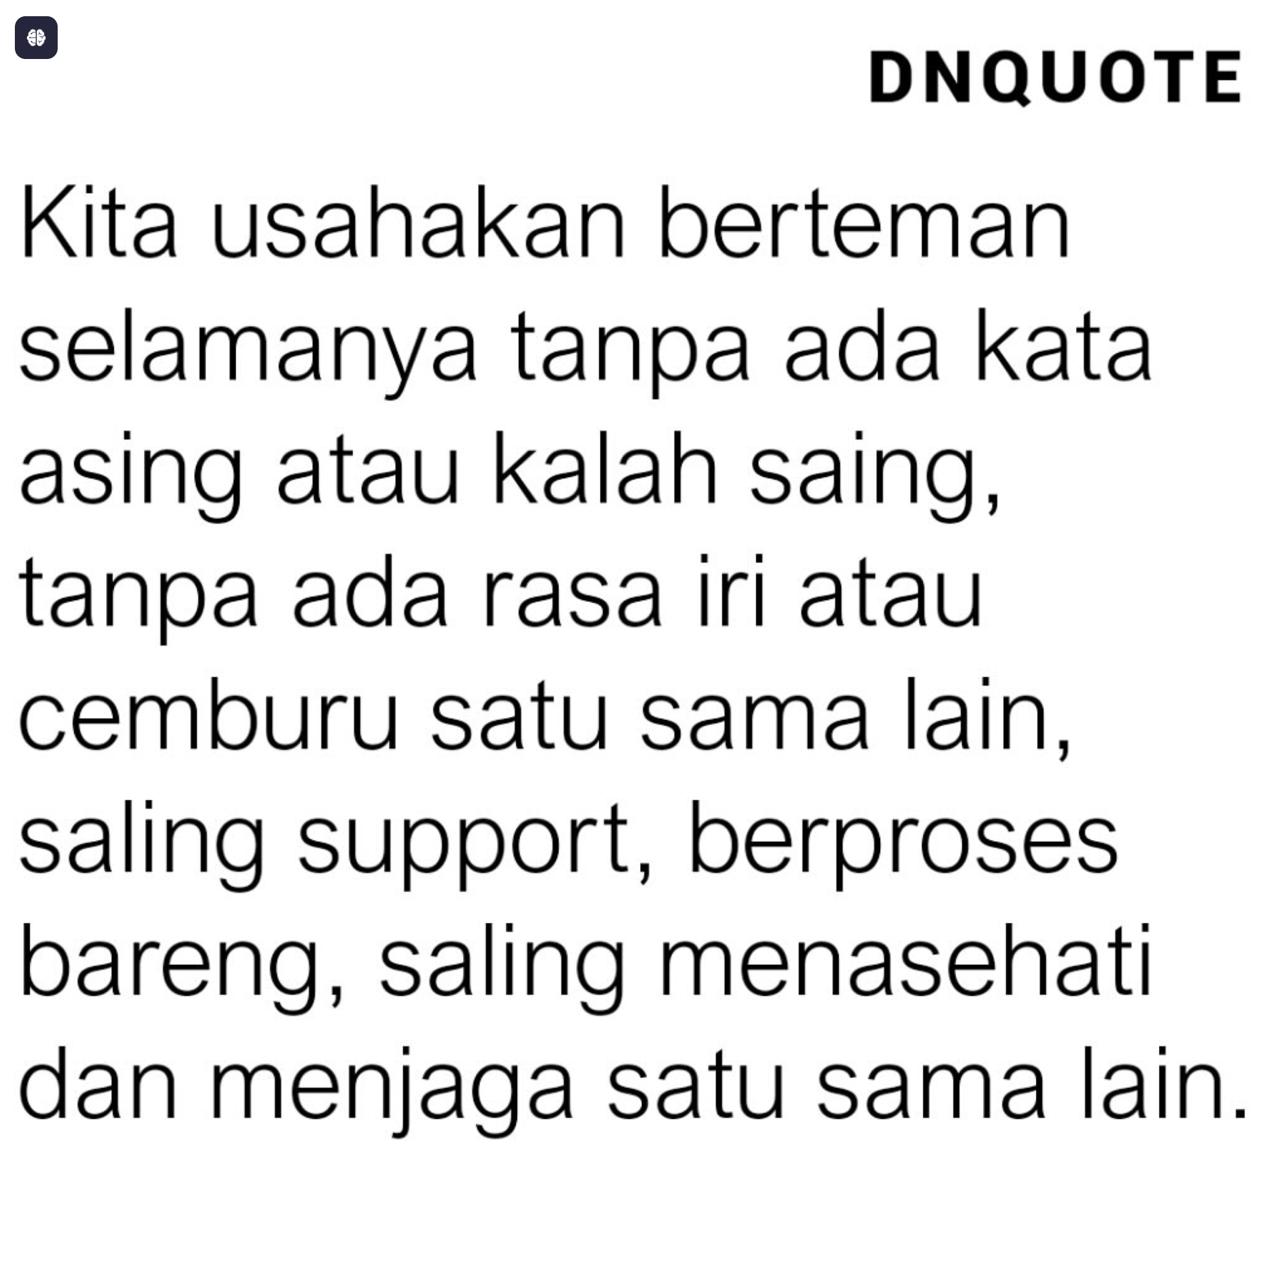 DNQUOTE
Kita usahakan berteman
selamanya tanpa ada kata
asing atau kalah saing,
tanpa ada rasa iri atau
cemburu satu sama lain,
saling support, berproses
bareng, saling menasehati
dan menjaga satu sama lain.